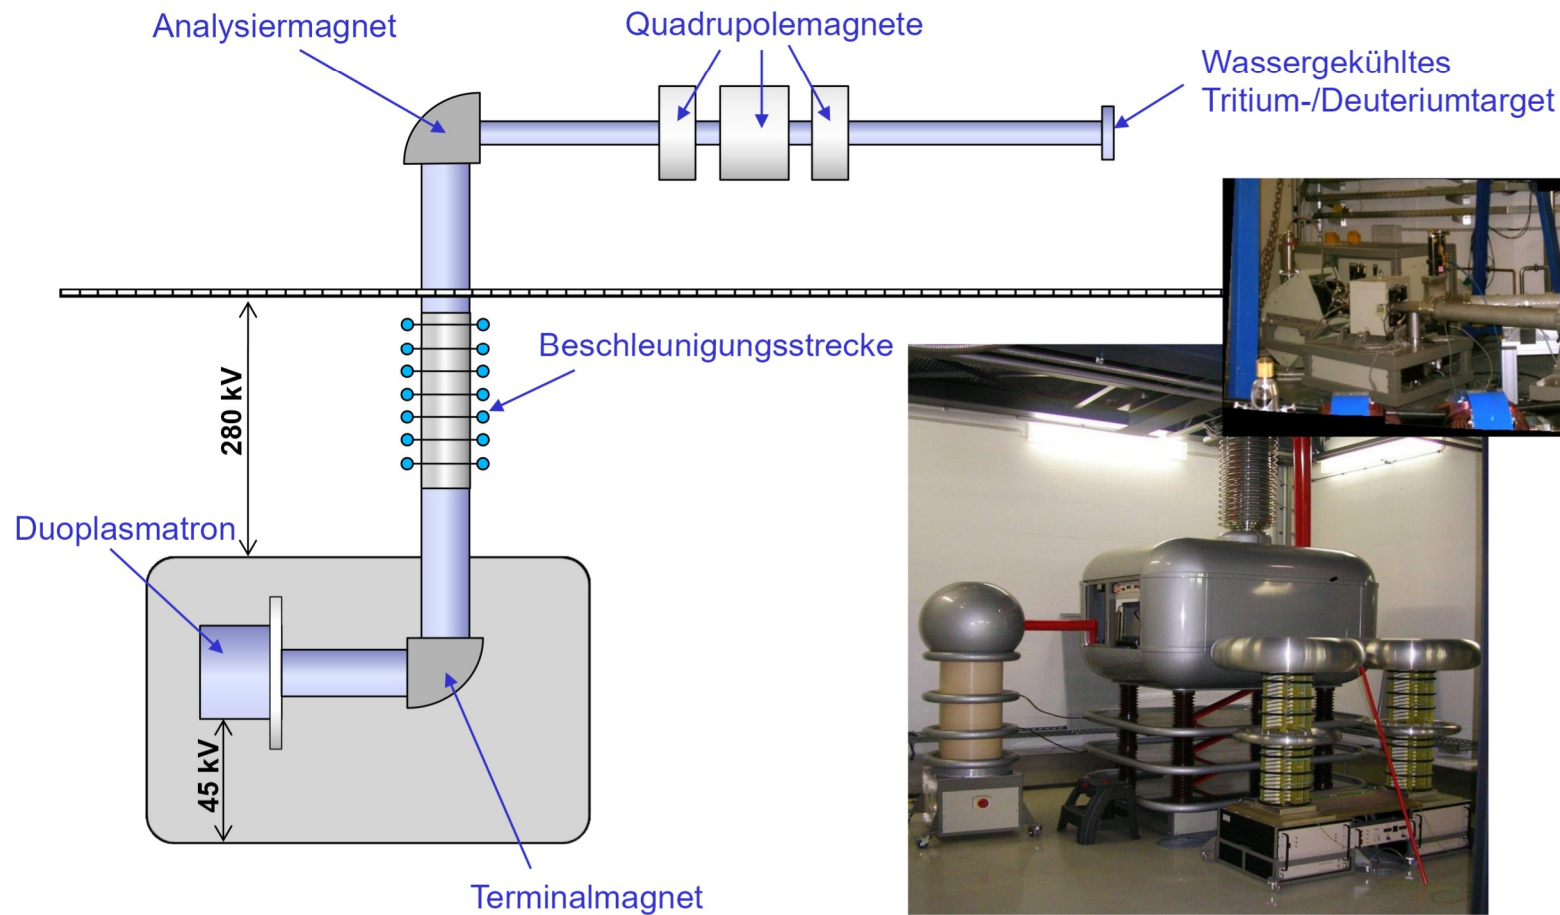 Analysiermagnet
Quadrupolemagnete
Wassergekühltes
Tritium-/Deuteriumtarget
Beschleunigungsstrecke
280 kV
Duoplasmatron
45 kV
Terminalmagnet